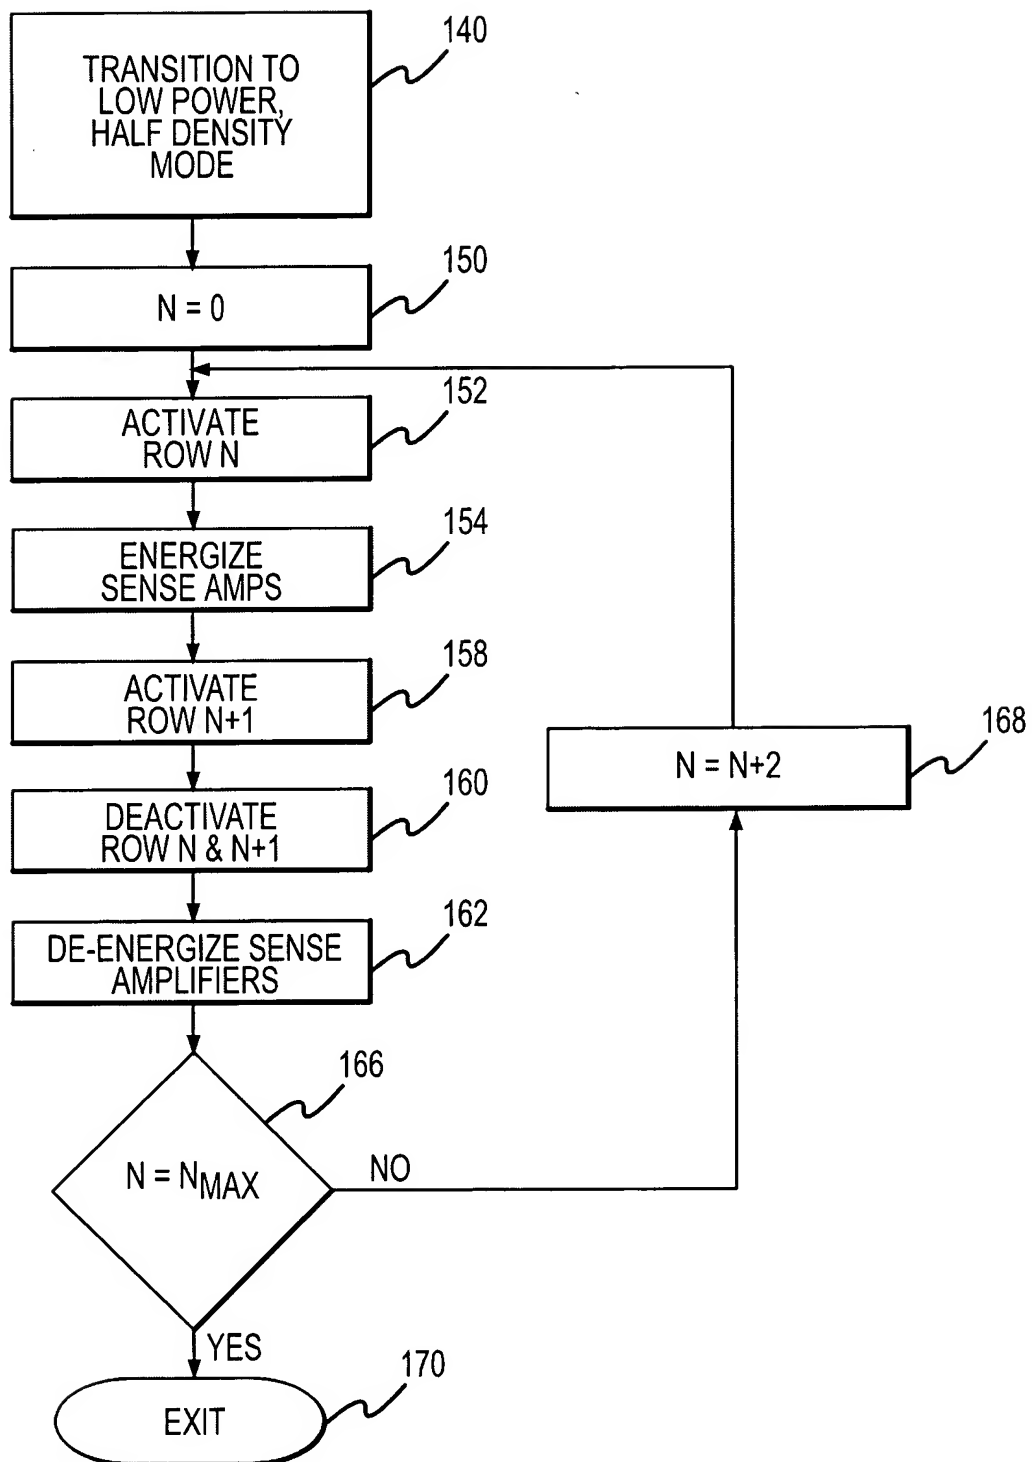 140
TRANSITION TO
LOW POWER,
HALF DENSITY
MODE
150
N = 0
152
ACTIVATE
ROW N
154
ENERGIZE
SENSE AMPS
158
ACTIVATE
ROW N+1
168
N = N+2
160
DEACTIVATE
ROW N & N+1
162
DE-ENERGIZE SENSE
AMPLIFIERS
166
N = NMAX
NO
YES
170
EXIT